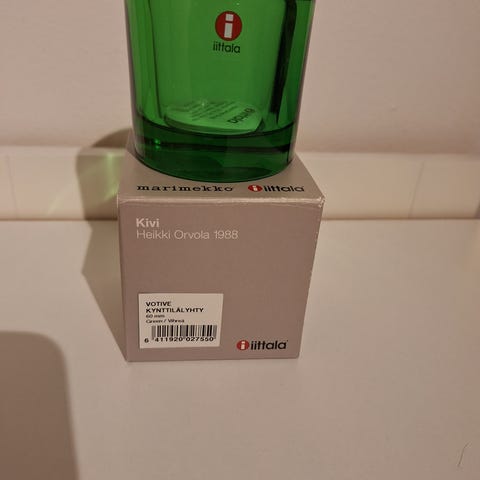 i
iittala
marimekko iittala
Kivi
Heikki Orvola 1988
VOTIVE
KYNTTILÄLYHTY
60 mm
Green / Vihreä
6 411920 027550
iittala